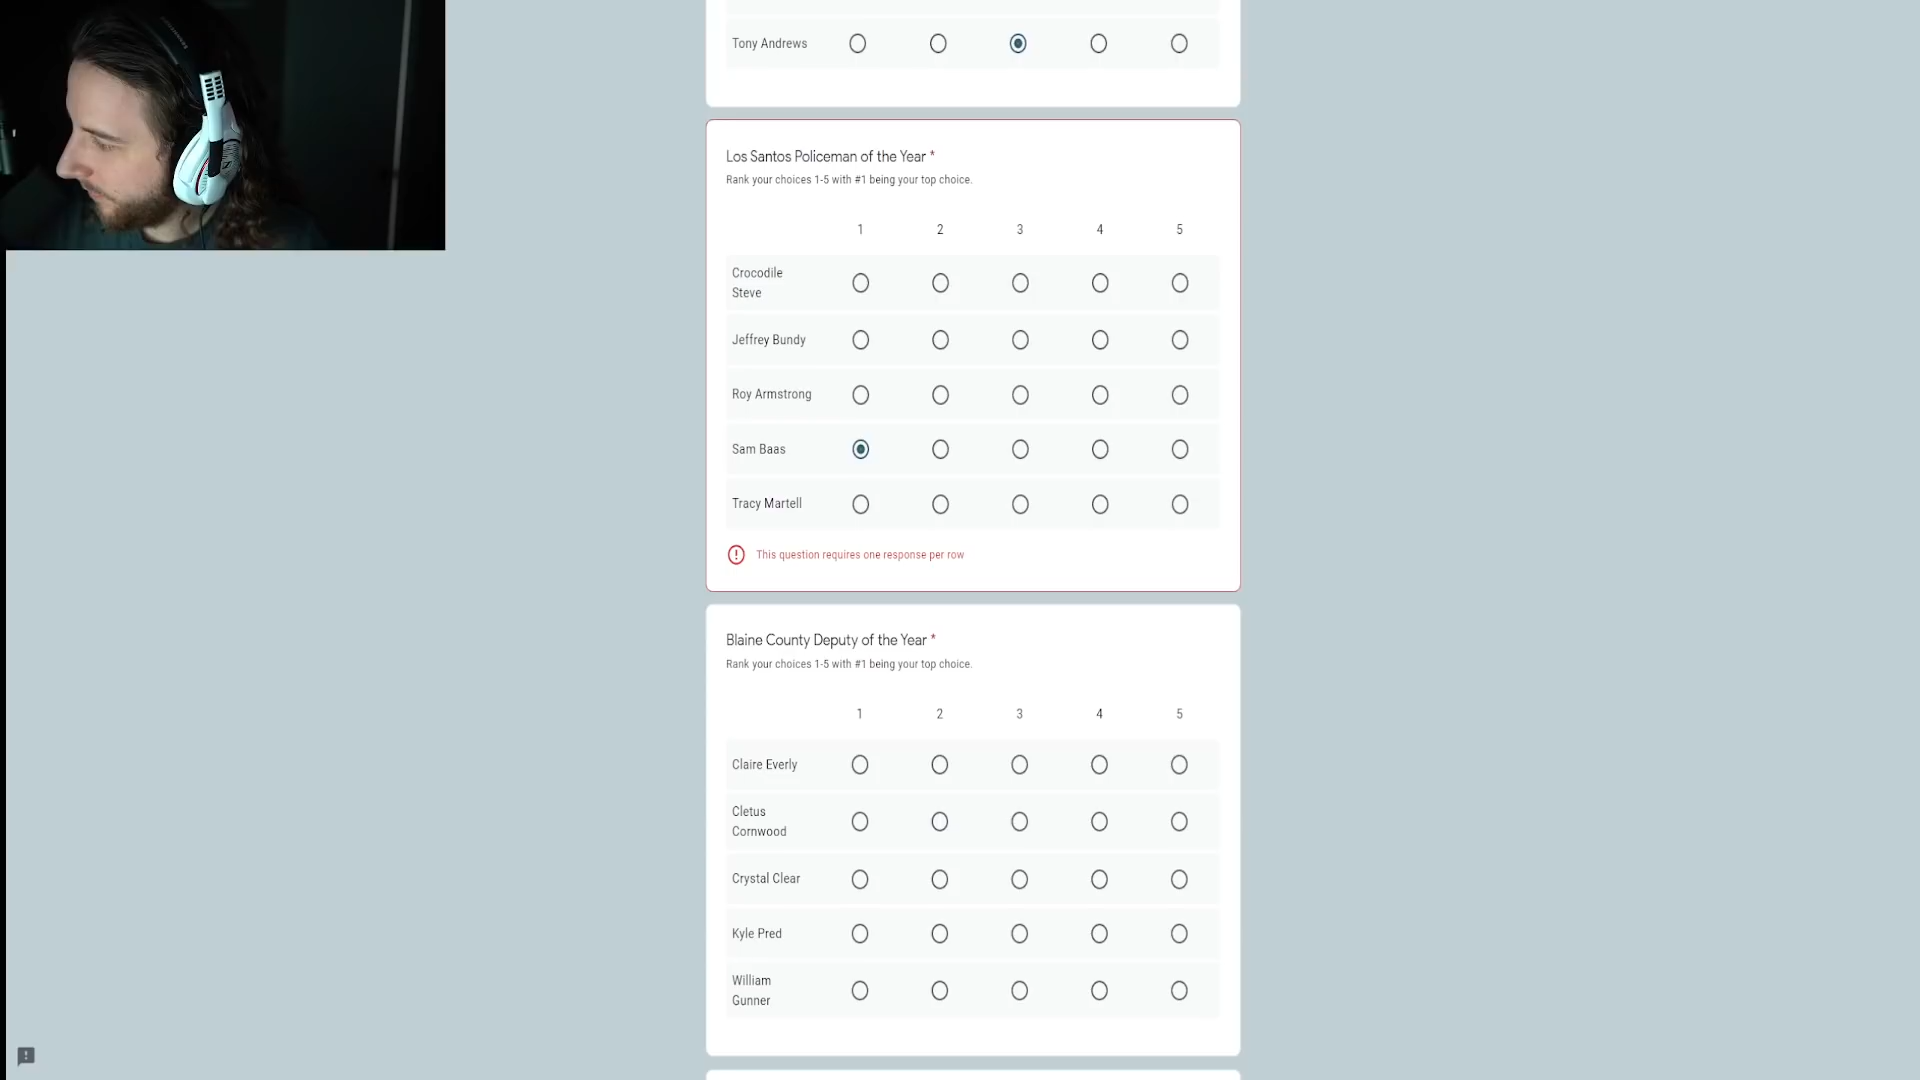 Tony Andrews
Los Santos Policeman of the Year *
Rank your choices 1-5 with #1 being your top choice.
1 2 3 4 5
Crocodile
Steve
Jeffrey Bundy
Roy Armstrong
Sam Baas
Tracy Martell
This question requires one response per row
Blaine County Deputy of the Year *
Rank your choices 1-5 with #1 being your top choice.
1 2 3 4 5
Claire Everly
Cletus
Cornwood
Crystal Clear
Kyle Pred
William
Gunner